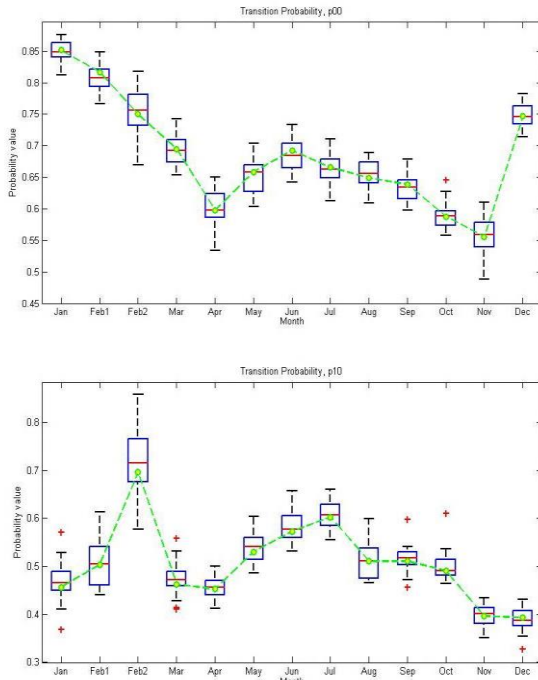 Transition Probability, p00
0.85
0.8
0.75
0.7
0.65
0.6
0.55
0.5
0.45
Probability value
Jan Feb1 Feb2 Mar Apr May Jun Jul Aug Sep Oct Nov Dec
Month
Transition Probability, p10
0.8
0.7
0.6
0.5
0.4
0.3
Probability value
Jan Feb1 Feb2 Mar Apr May Jun Jul Aug Sep Oct Nov Dec
Month